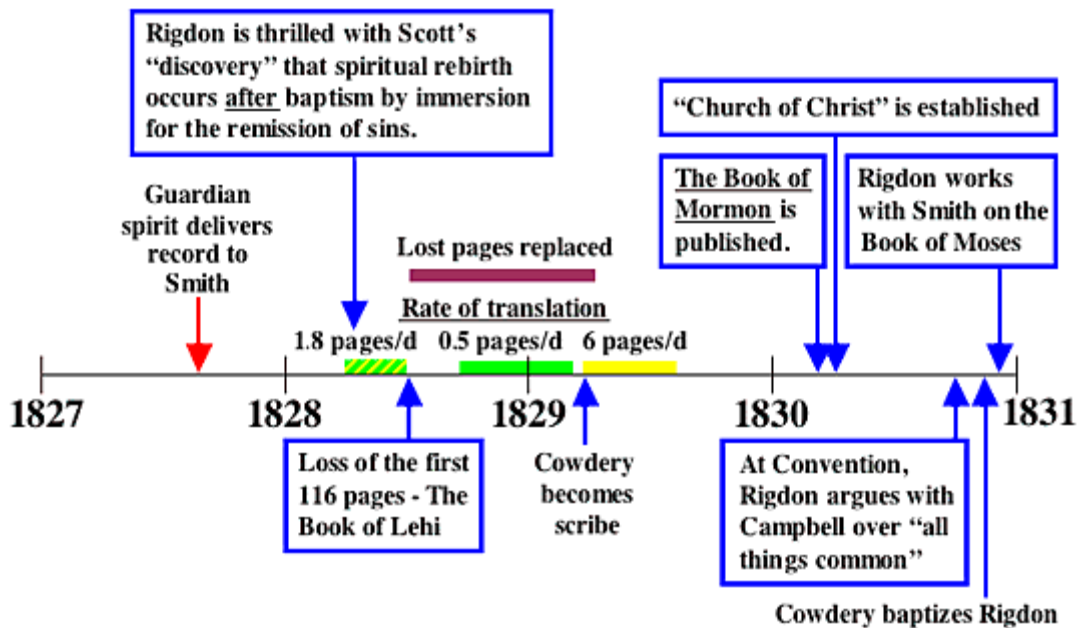 Rigdon is thrilled with Scott's
“discovery” that spiritual rebirth
occurs after baptism by immersion
for the remission of sins.
“Church of Christ” is established
Guardian
spirit delivers
record to
Smith
The Book of
Mormon is
published.
Rigdon works
with Smith on the
Book of Moses
Lost pages replaced
Rate of translation
1.8 pages/d 0.5 pages/d 6 pages/d
1827 1828 1829 1830 1831
Loss of the first
116 pages - The
Book of Lehi
Cowdery
becomes
scribe
At Convention,
Rigdon argues with
Campbell over “all
things common”
Cowdery baptizes Rigdon